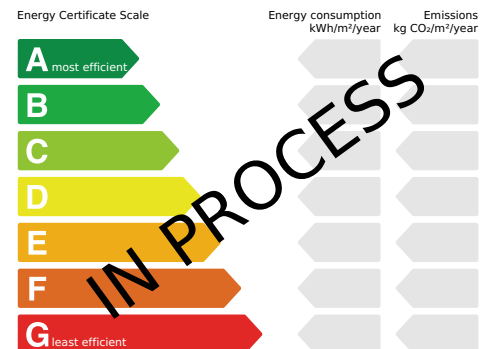 Energy Certificate Scale
Energy consumption
kWh/m²/year
Emissions
kg CO₂/m²/year
A most efficient
B
C
D
E
F
G least efficient
IN PROCESS